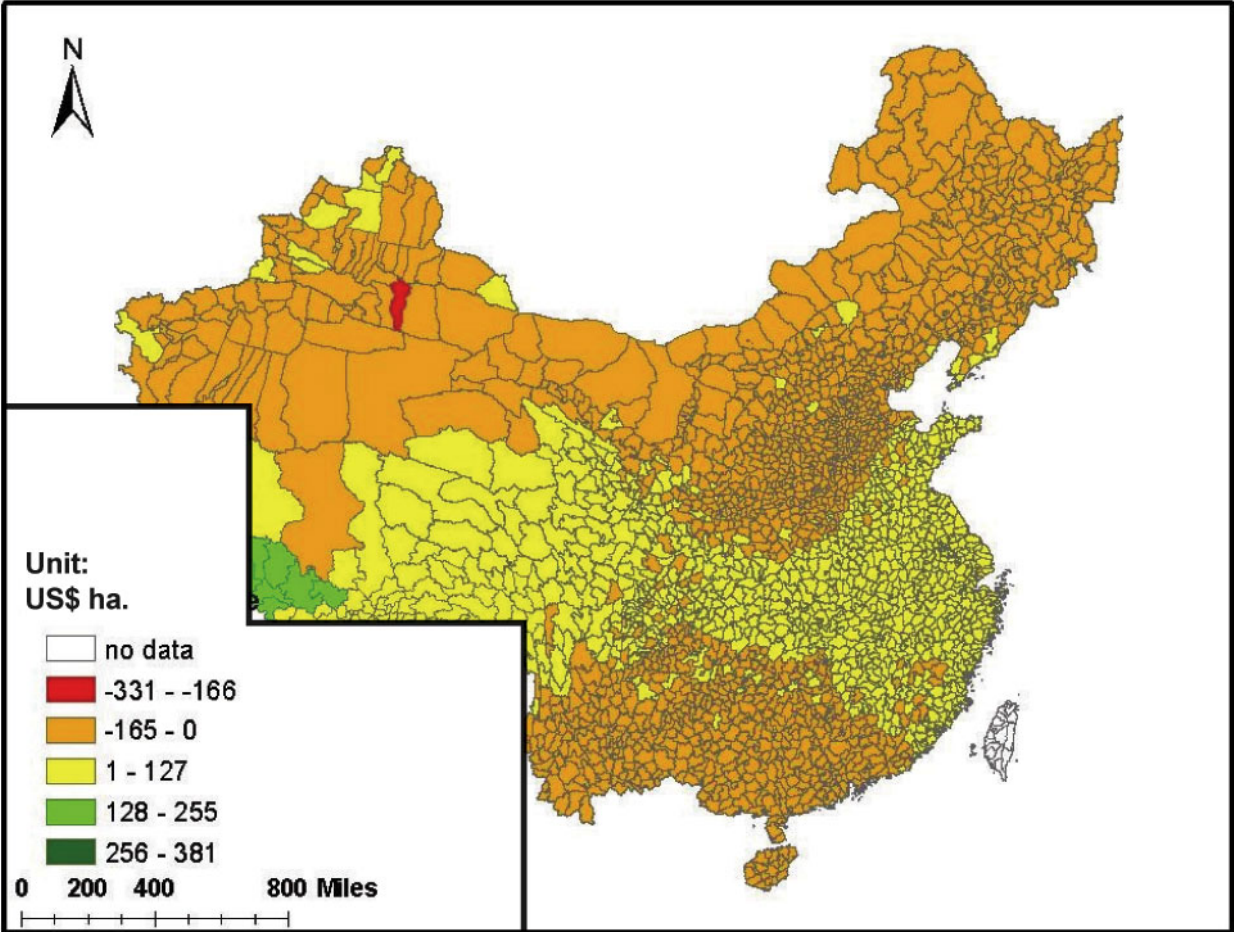 N
Unit:
US$ ha.
no data
-331 - -166
-165 - 0
1 - 127
128 - 255
256 - 381
0 200 400 800 Miles